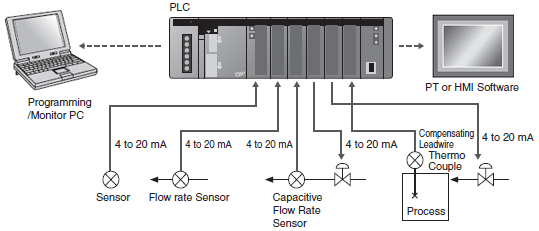 PLC
PT or HMI Software
Programming
/Monitor PC
4 to 20 mA
4 to 20 mA
4 to 20 mA
4 to 20 mA
Compensating
Leadwire
4 to 20 mA
Thermo
Couple
Sensor
Flow rate Sensor
Capacitive
Flow Rate
Sensor
Process